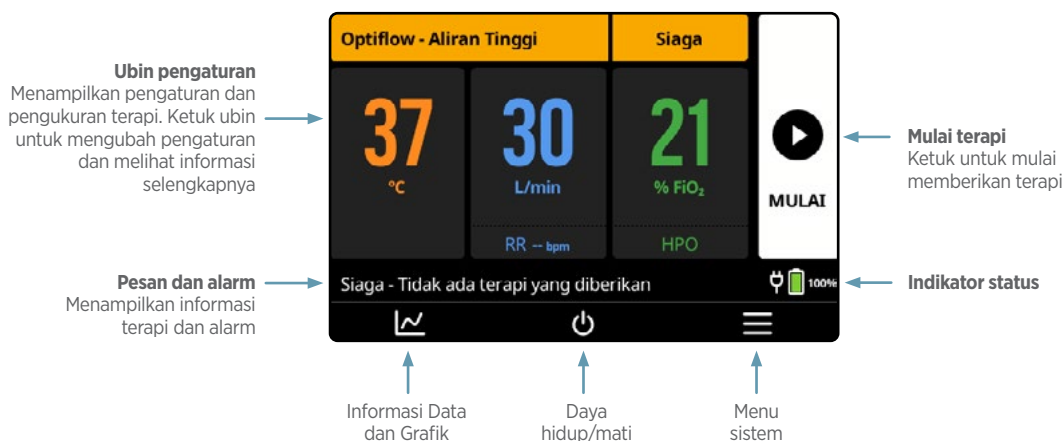 Optiflow - Aliran Tinggi
Siaga
Ubin pengaturan
Menampilkan pengaturan dan
pengukuran terapi. Ketuk ubin
untuk mengubah pengaturan
dan melihat informasi
selengkapnya
37
°C
30
L/min
RR -- bpm
21
% FiO₂
HPO
MULAI
Mulai terapi
Ketuk untuk mulai
memberikan terapi
Pesan dan alarm
Menampilkan informasi
terapi dan alarm
Siaga - Tidak ada terapi yang diberikan
100%
Indikator status
Informasi Data
dan Grafik
Daya
hidup/mati
Menu
sistem